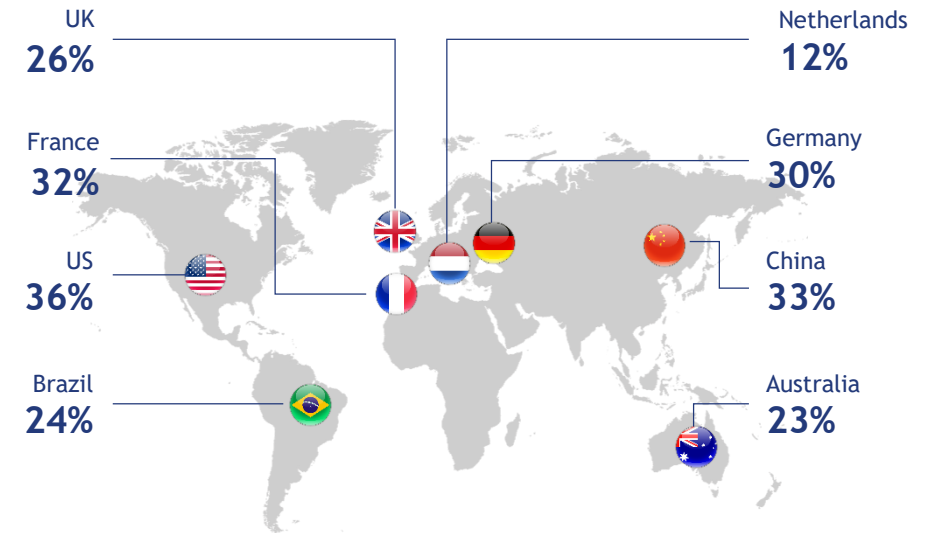 UK
26%
France
32%
US
36%
Brazil
24%
Netherlands
12%
Germany
30%
China
33%
Australia
23%